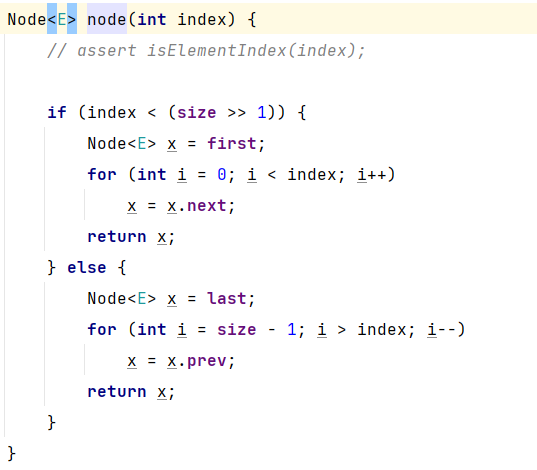 Node<E> node(int index) {
    // assert isElementIndex(index);

    if (index < (size >> 1)) {
        Node<E> x = first;
        for (int i = 0; i < index; i++)
            x = x.next;
        return x;
    } else {
        Node<E> x = last;
        for (int i = size - 1; i > index; i--)
            x = x.prev;
        return x;
    }
}